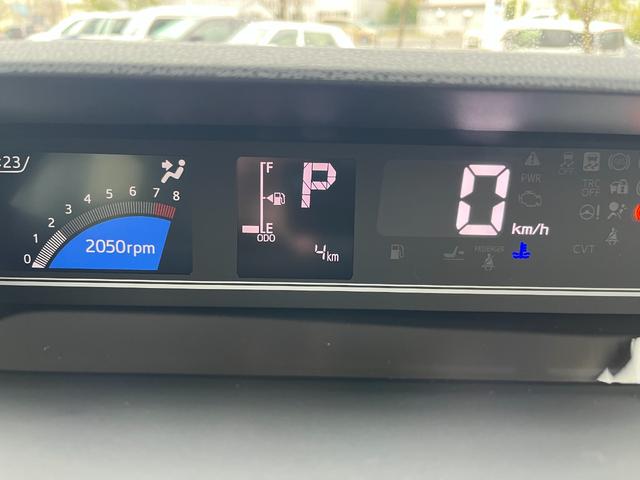 :23
0 1 2 3 4 5 6 7 8
2050rpm
F
E
P
ODO
4km
0 km/h
PWR
OFF
TRC
OFF
PASSENGER
CVT